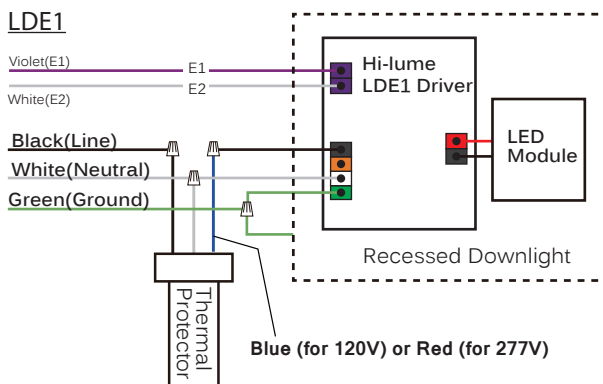 LDE1
Violet(E1)
E1
White(E2)
E2
Hi-lume
LDE1 Driver
LED
Module
Black(Line)
White(Neutral)
Green(Ground)
Recessed Downlight
Thermal
Protector
Blue (for 120V) or Red (for 277V)